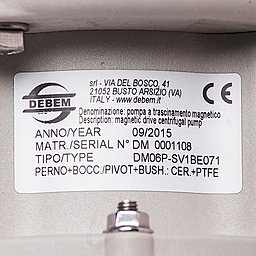 srl - VIA DEL BOSCO, 41
21052 BUSTO ARSIZIO (VA)
ITALY - www.debem.it
DEBEM
Denominazione: pompa a trascinamento magnetico
Description: magnetic drive centrifugal pump
CE
ANNO/YEAR 09/2015
MATR./SERIAL N° DM 0001108
TIPO/TYPE DM06P-SV1BE071
PERNO+BOCC./PIVOT+BUSH.: CER.+PTFE